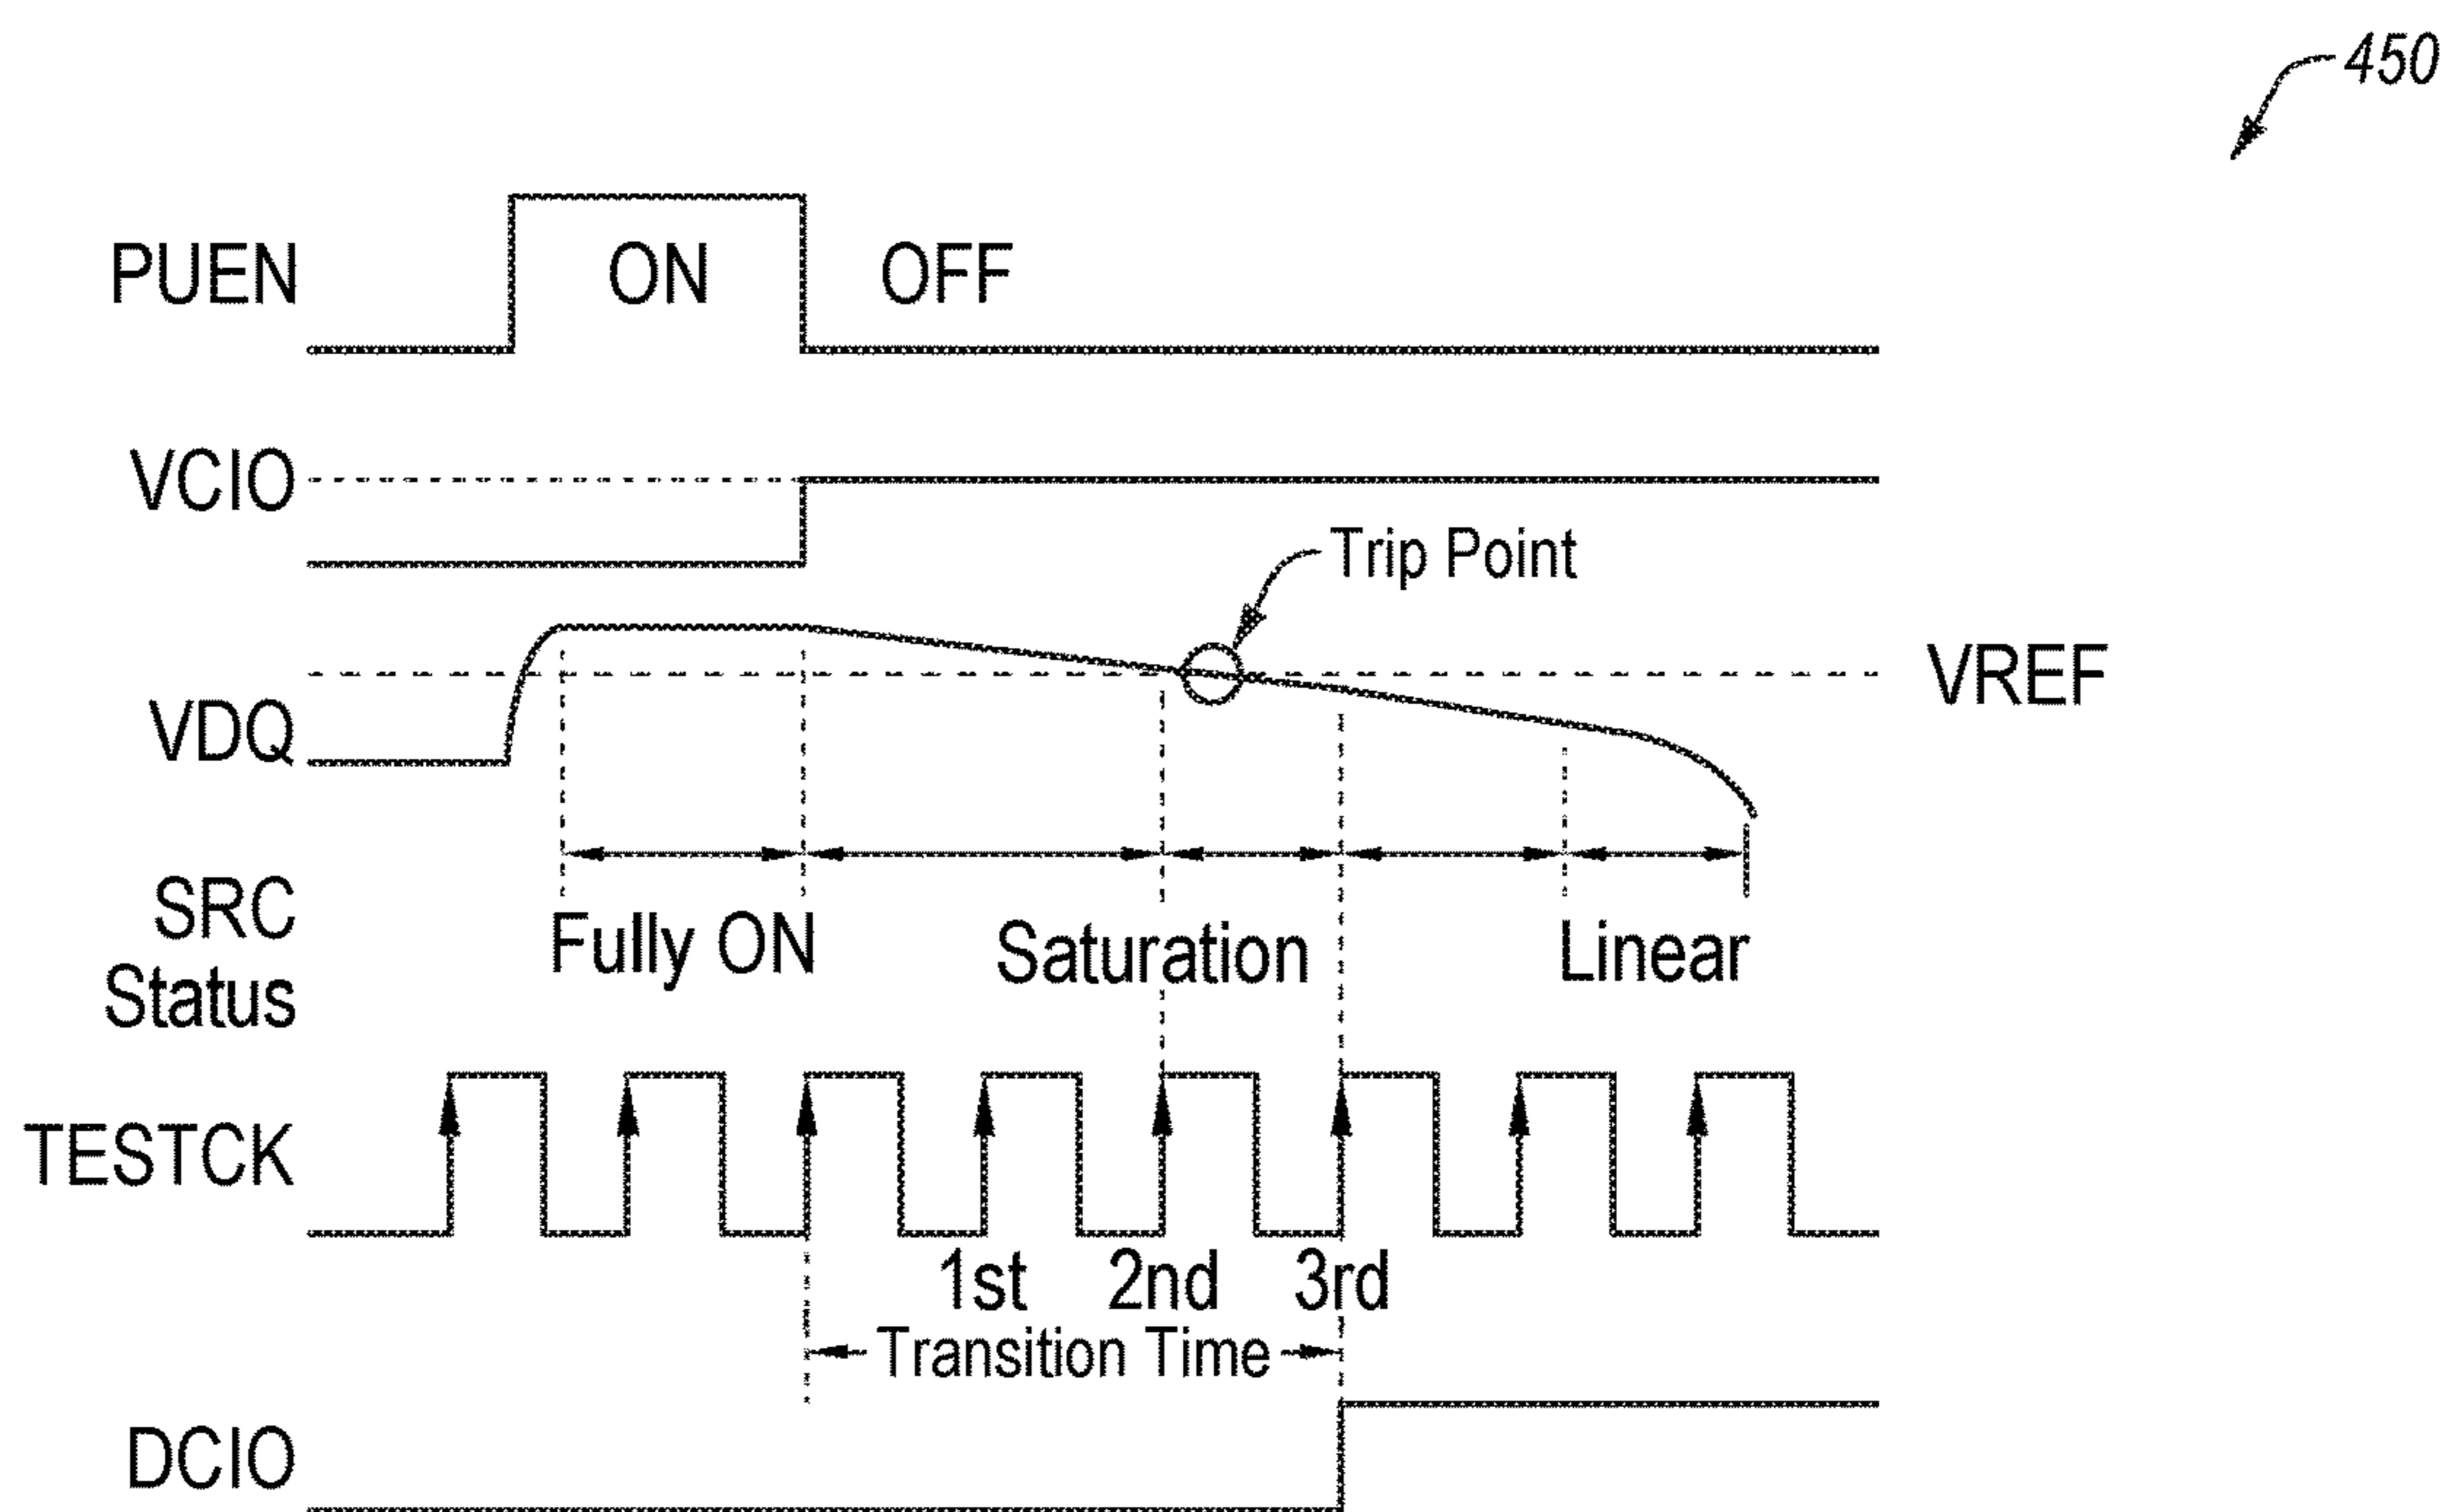 450
PUEN ON OFF
VCIO
Trip Point
VREF
VDQ
SRC
Status
Fully ON Saturation Linear
TESTCK
1st 2nd 3rd
Transition Time
DCIO